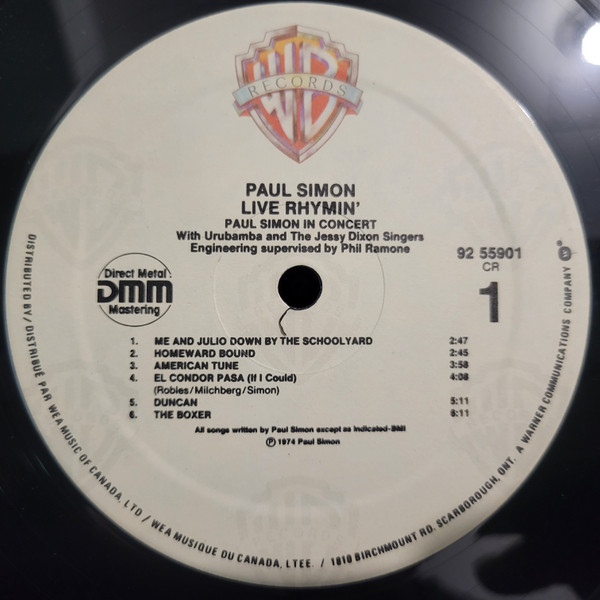 WB
RECORDS
PAUL SIMON
LIVE RHYMIN'
PAUL SIMON IN CONCERT
With Urubamba and The Jessy Dixon Singers
Engineering supervised by Phil Ramone
92 55901
CR
1
Direct Metal
DMM
Mastering
1. ME AND JULIO DOWN BY THE SCHOOLYARD 2:47
2. HOMEWARD BOUND 2:45
3. AMERICAN TUNE 3:58
4. EL CONDOR PASA (If I Could) 4:08
(Robles/Milchberg/Simon)
5. DUNCAN 5:11
6. THE BOXER 6:11
All songs written by Paul Simon except as indicated-BMI
Ⓟ 1974 Paul Simon
DISTRIBUTED BY/DISTRIBUÉ PAR WEA MUSIC OF CANADA, LTD / WEA MUSIQUE DU CANADA, LTEE. / 1810 BIRCHMOUNT RD. SCARBOROUGH, ONT. A WARNER COMMUNICATIONS COMPANY